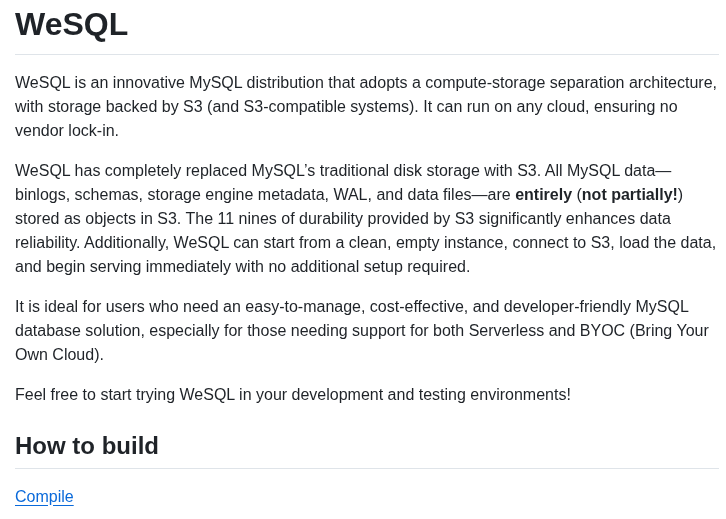 WeSQL
WeSQL is an innovative MySQL distribution that adopts a compute-storage separation architecture,
with storage backed by S3 (and S3-compatible systems). It can run on any cloud, ensuring no
vendor lock-in.
WeSQL has completely replaced MySQL’s traditional disk storage with S3. All MySQL data—
binlogs, schemas, storage engine metadata, WAL, and data files—are entirely (not partially!)
stored as objects in S3. The 11 nines of durability provided by S3 significantly enhances data
reliability. Additionally, WeSQL can start from a clean, empty instance, connect to S3, load the data,
and begin serving immediately with no additional setup required.
It is ideal for users who need an easy-to-manage, cost-effective, and developer-friendly MySQL
database solution, especially for those needing support for both Serverless and BYOC (Bring Your
Own Cloud).
Feel free to start trying WeSQL in your development and testing environments!
How to build
Compile